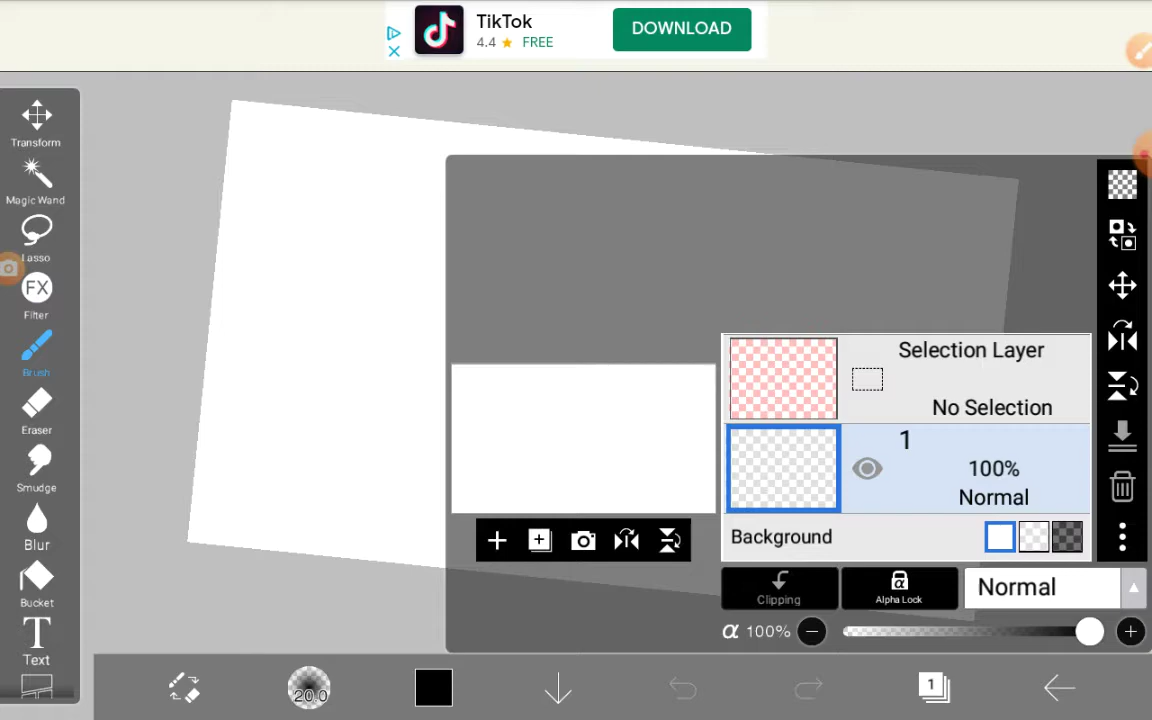 TikTok
4.4 ★ FREE
DOWNLOAD
Transform
Magic Wand
Lasso
FX
Filter
Brush
Eraser
Smudge
Blur
Bucket
T
Text
Selection Layer
No Selection
1
100%
Normal
Background
Clipping
α
Alpha Lock
Normal
α 100%
20.0
1